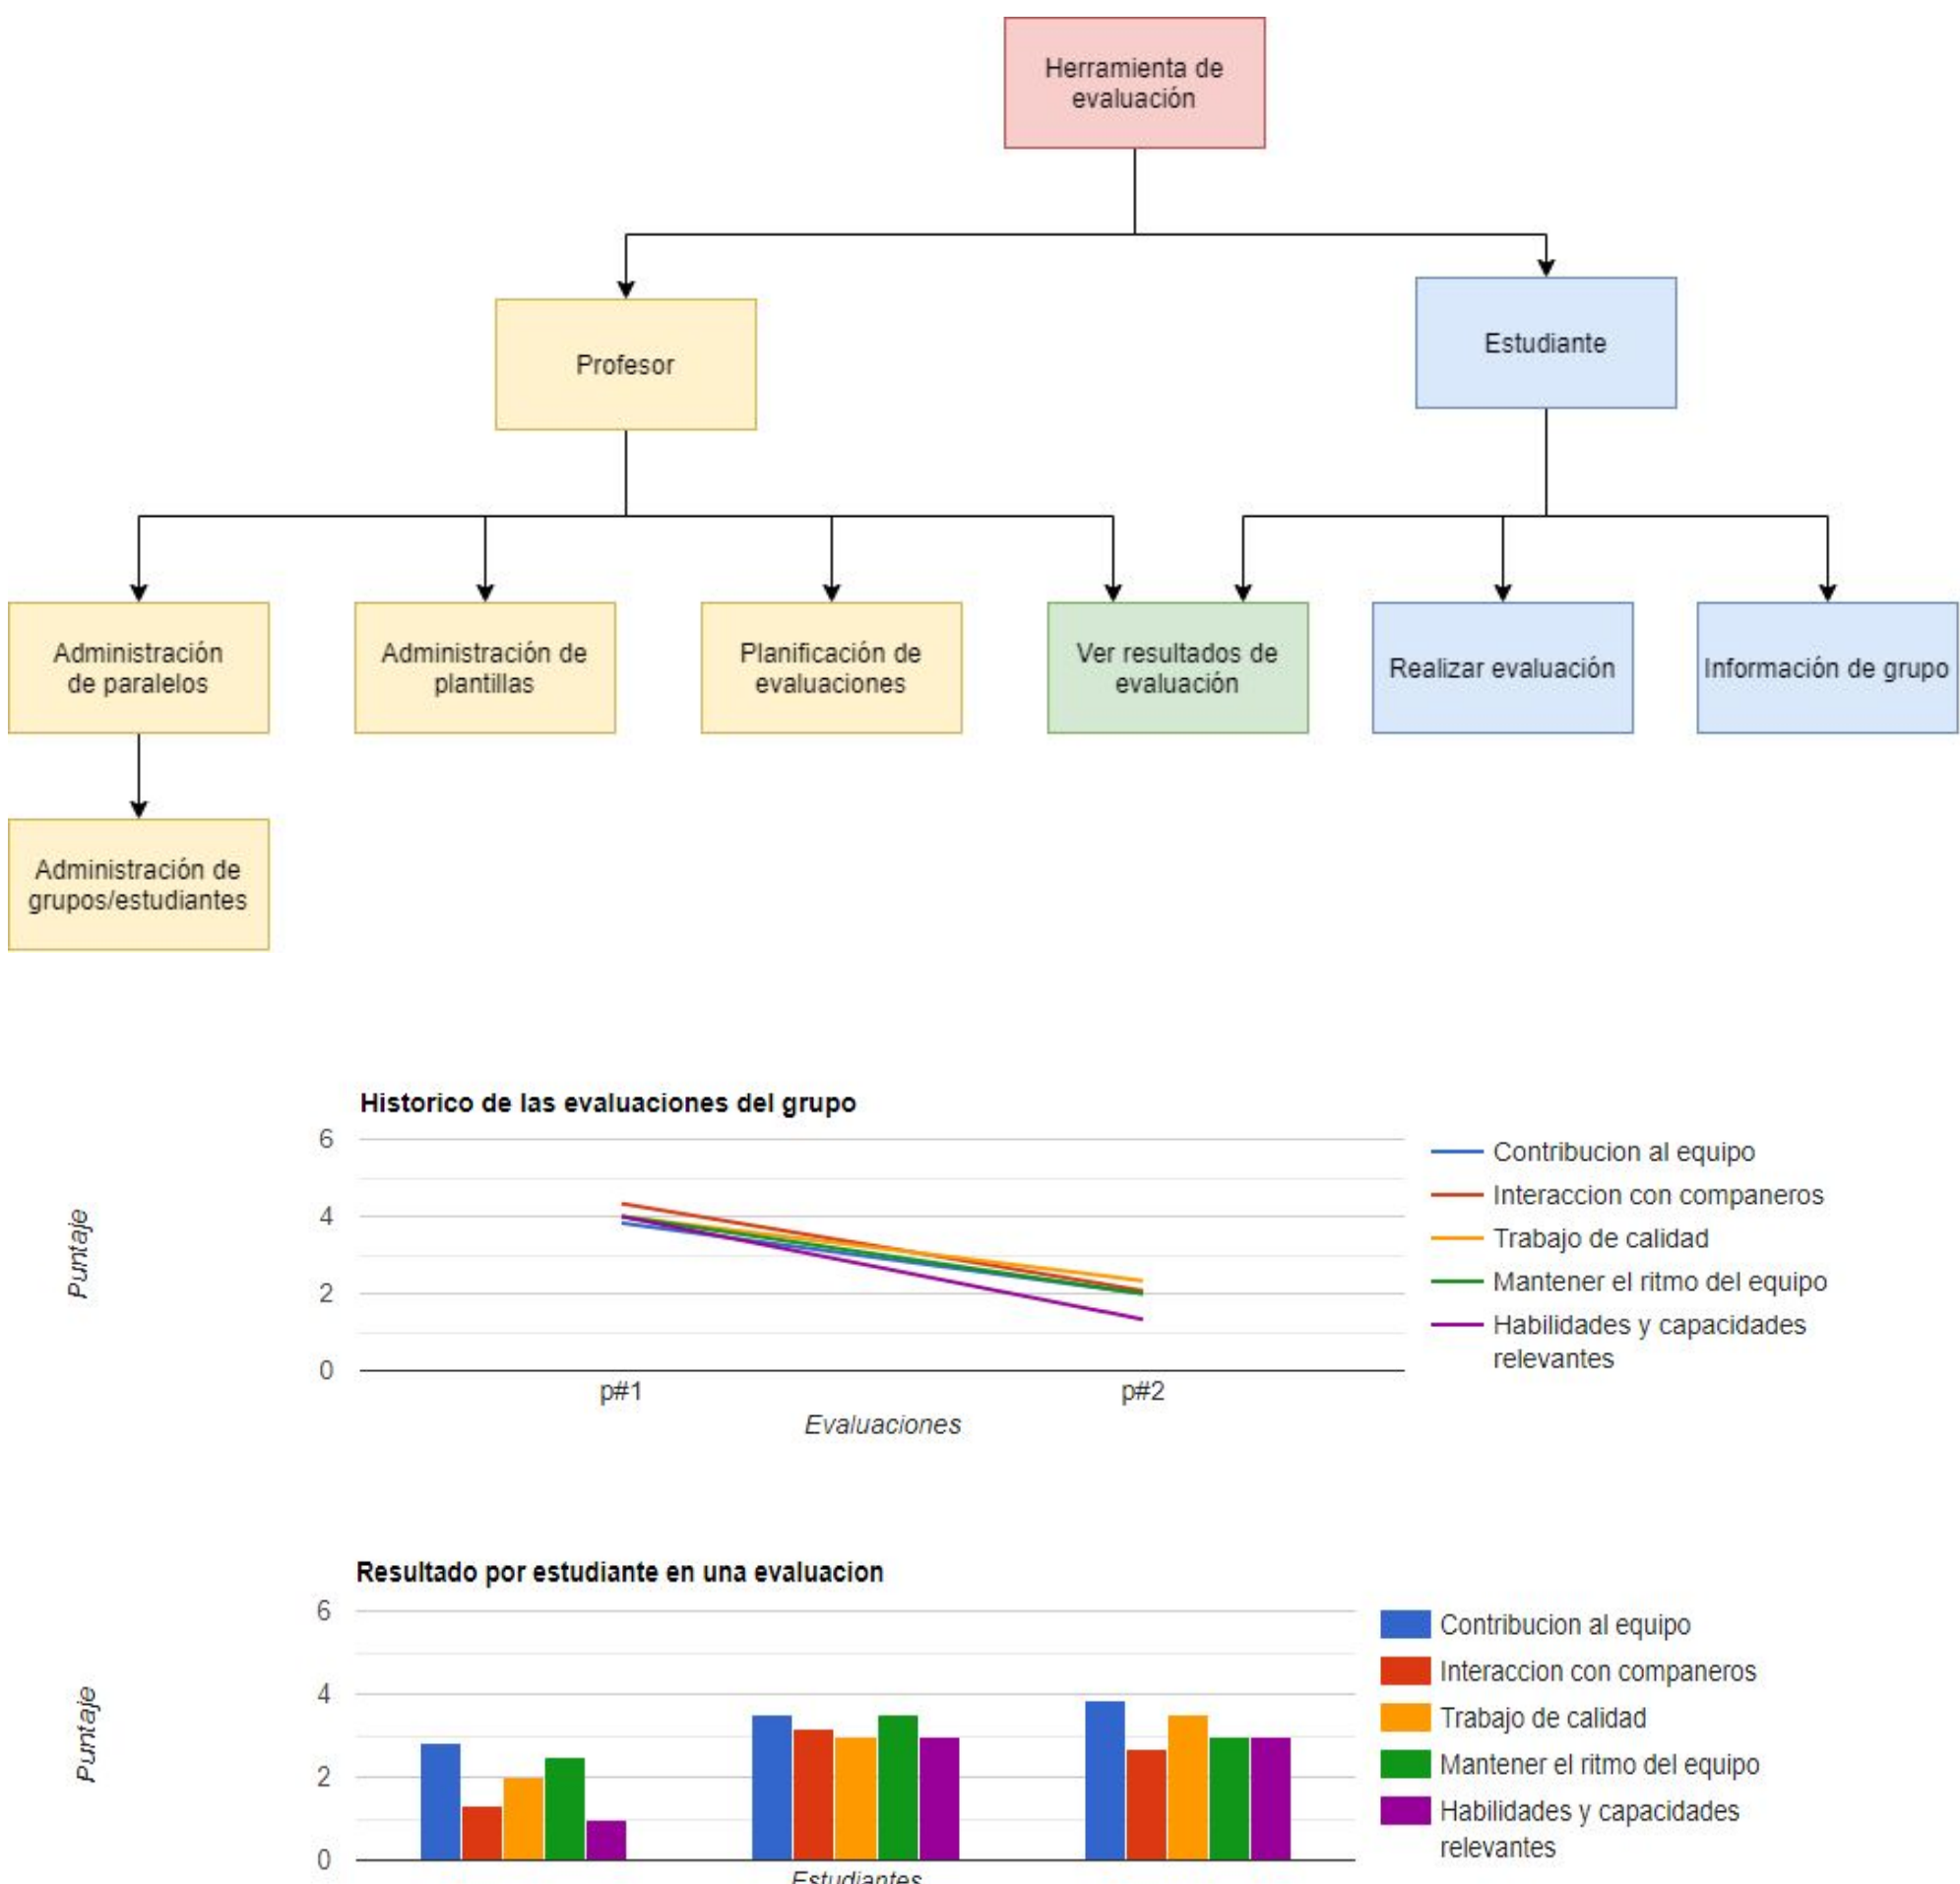 Herramienta de
evaluación
Profesor
Estudiante
Administración
de paralelos
Administración de
plantillas
Planificación de
evaluaciones
Ver resultados de
evaluación
Realizar evaluación
Información de grupo
Administración de
grupos/estudiantes
Historico de las evaluaciones del grupo
Puntaje
6
4
2
0
p#1
p#2
Evaluaciones
Contribucion al equipo
Interaccion con companeros
Trabajo de calidad
Mantener el ritmo del equipo
Habilidades y capacidades
relevantes
Resultado por estudiante en una evaluacion
Puntaje
6
4
2
0
Estudiantes
Contribucion al equipo
Interaccion con companeros
Trabajo de calidad
Mantener el ritmo del equipo
Habilidades y capacidades
relevantes